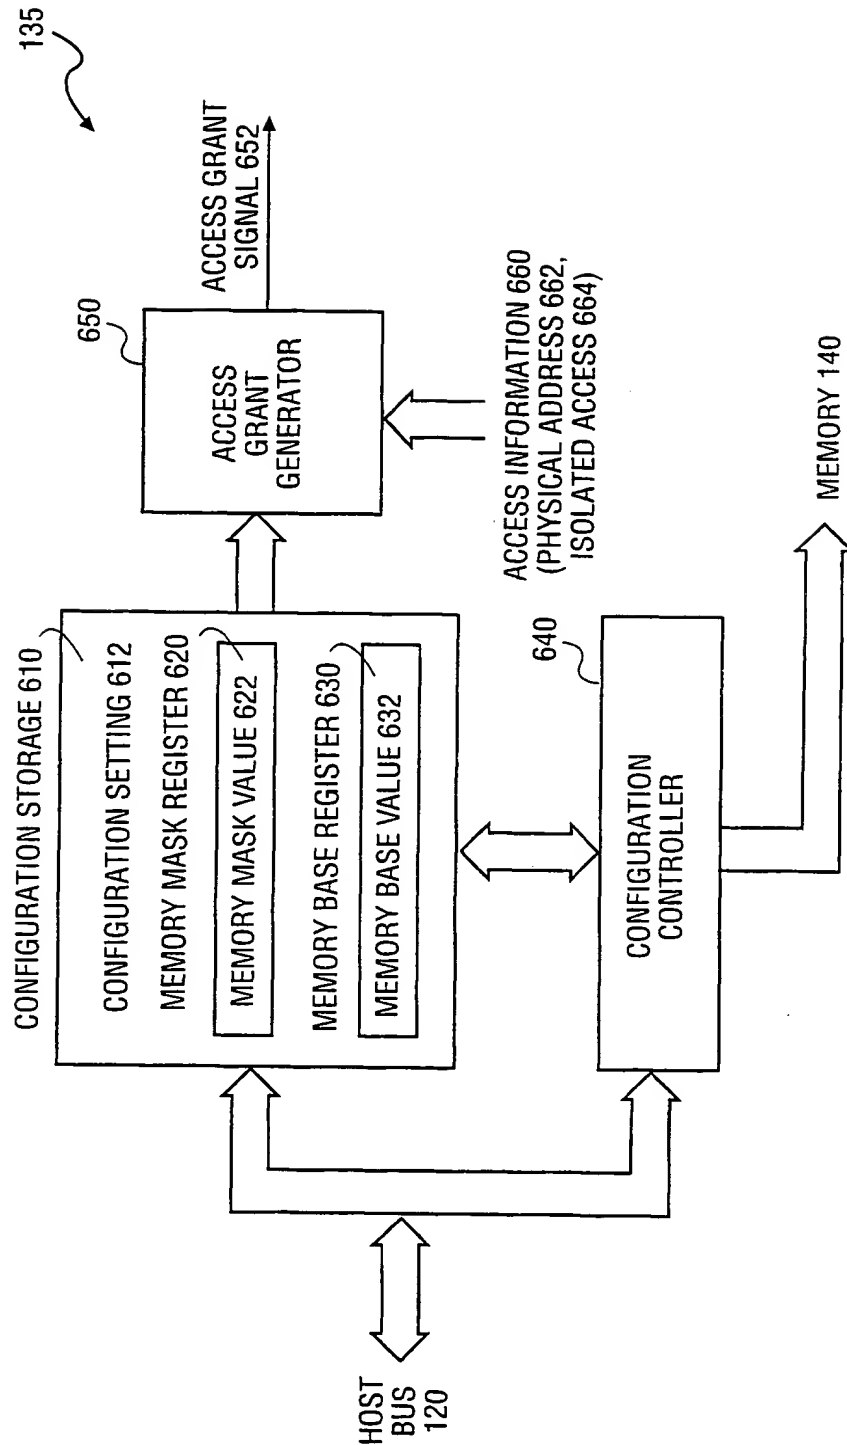 135
CONFIGURATION STORAGE 610
CONFIGURATION SETTING 612
MEMORY MASK REGISTER 620
MEMORY MASK VALUE 622
MEMORY BASE REGISTER 630
MEMORY BASE VALUE 632
650
ACCESS
GRANT
GENERATOR
ACCESS GRANT
SIGNAL 652
ACCESS INFORMATION 660
(PHYSICAL ADDRESS 662,
ISOLATED ACCESS 664)
HOST
BUS
120
640
CONFIGURATION
CONTROLLER
MEMORY 140